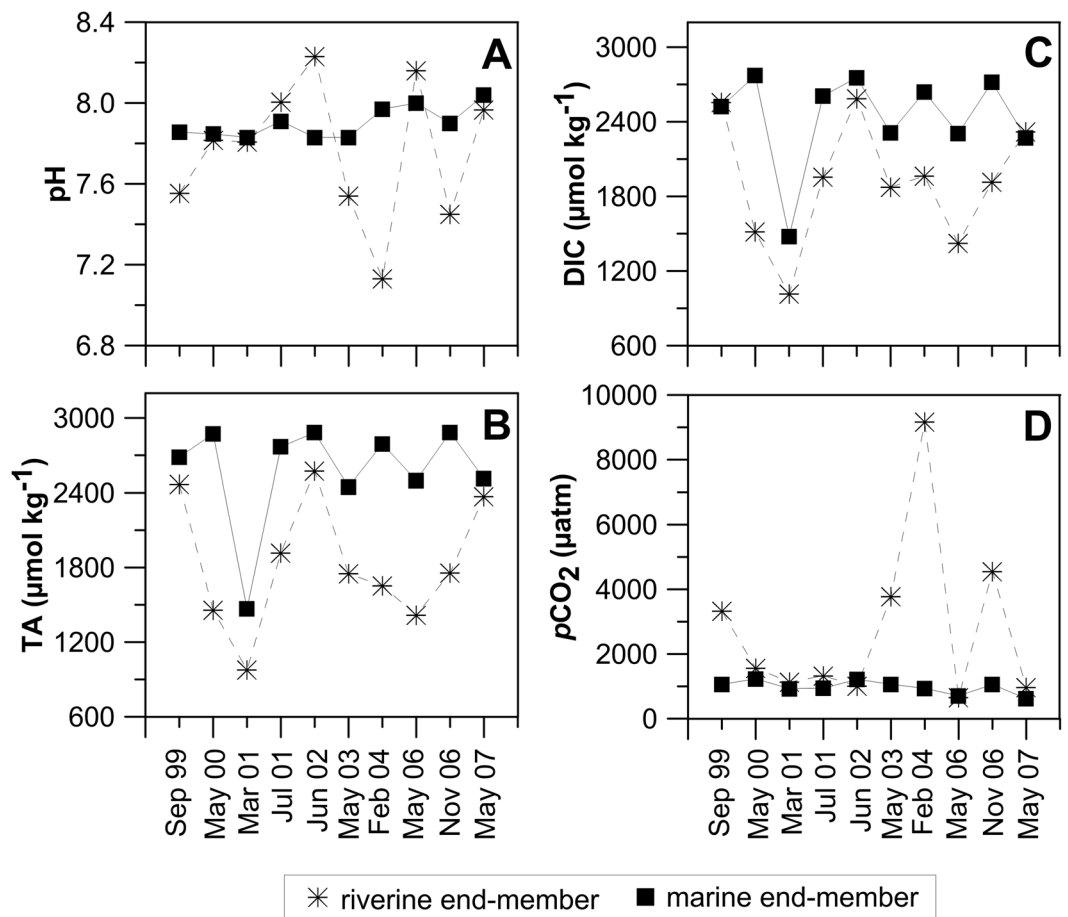 A
8.4
8.0
7.6
7.2
6.8
pH
B
3000
2400
1800
1200
600
TA (µmol kg-1)
Sep 99
May 00
Mar 01
Jul 01
Jun 02
May 03
Feb 04
May 06
Nov 06
May 07
C
3000
2400
1800
1200
600
DIC (µmol kg-1)
D
10000
8000
6000
4000
2000
0
pCO2 (µatm)
Sep 99
May 00
Mar 01
Jul 01
Jun 02
May 03
Feb 04
May 06
Nov 06
May 07
riverine end-member marine end-member